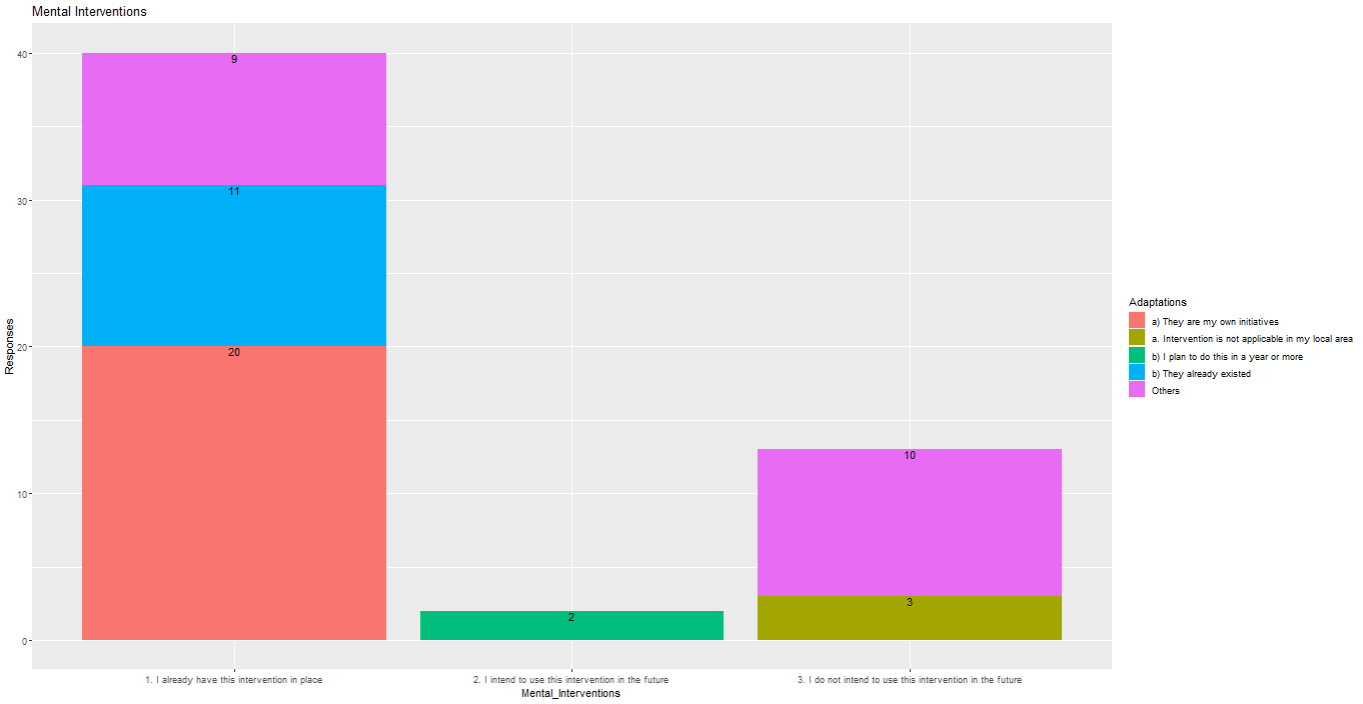 Mental Interventions
Responses
40
30
20
10
0
9
11
20
2
10
3
1. I already have this intervention in place
2. I intend to use this intervention in the future
3. I do not intend to use this intervention in the future
Mental_Interventions
Adaptations
a) They are my own initiatives
a. Intervention is not applicable in my local area
b) I plan to do this in a year or more
b) They already existed
Others